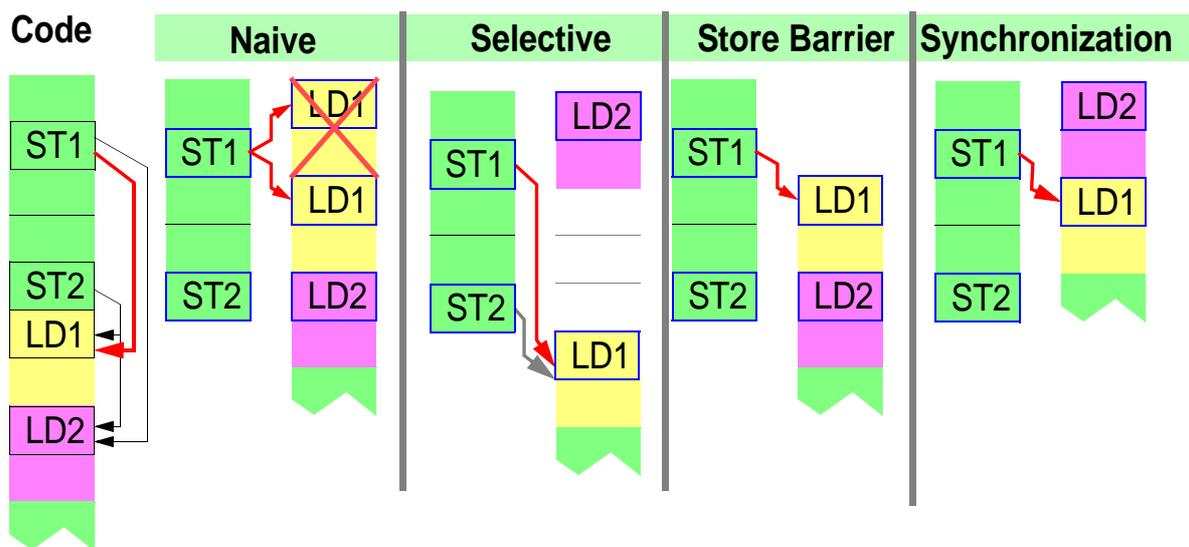 Code
ST1
ST2
LD1
LD2
Naive
LD1
ST1
LD1
ST2
LD2
Selective
LD2
ST1
ST2
LD1
Store Barrier
ST1
LD1
ST2
LD2
Synchronization
LD2
ST1
LD1
ST2